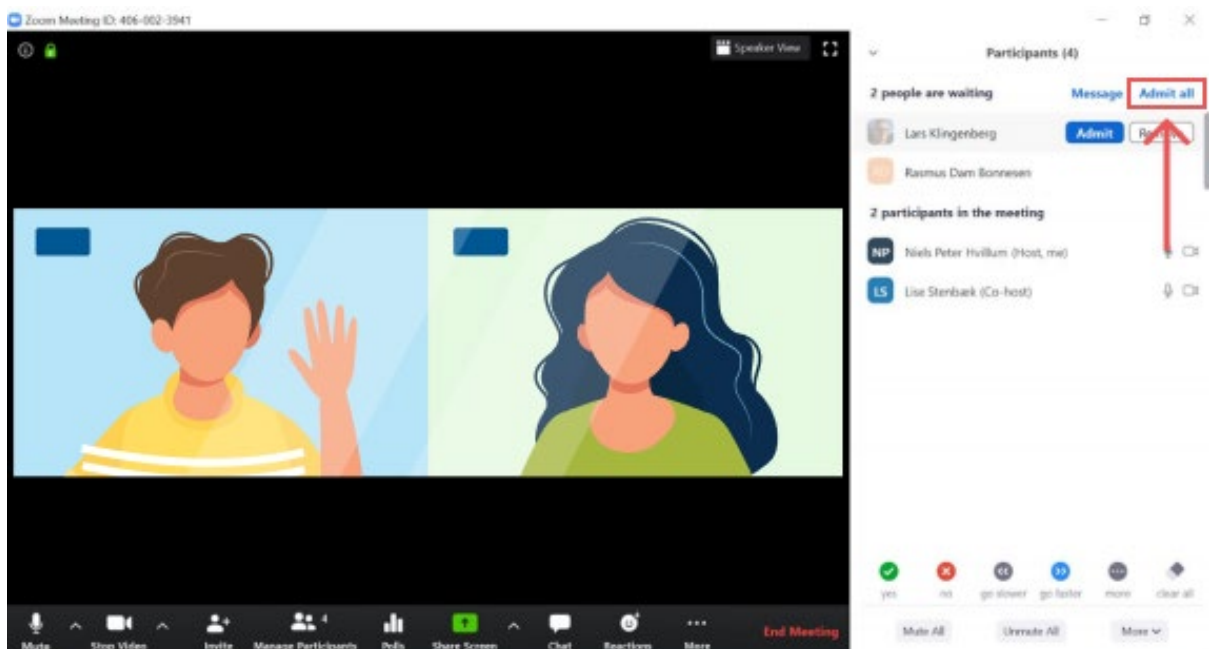 Zoom Meeting ID: 406-002-3941
Speaker View
Participants (4)
2 people are waiting Message Admit all
Lars Klingenberg Admit
Rasmus Dam Bonnesen
2 participants in the meeting
NP Niels Peter Hvillum (Host, me)
LS Lise Stenbæk (Co-host)
yes no go slower go faster more clear all
Mute Stop Video Invite Manage Participants 4 Polls Share Screen Chat Reactions More End Meeting
Mute All Unmute All More